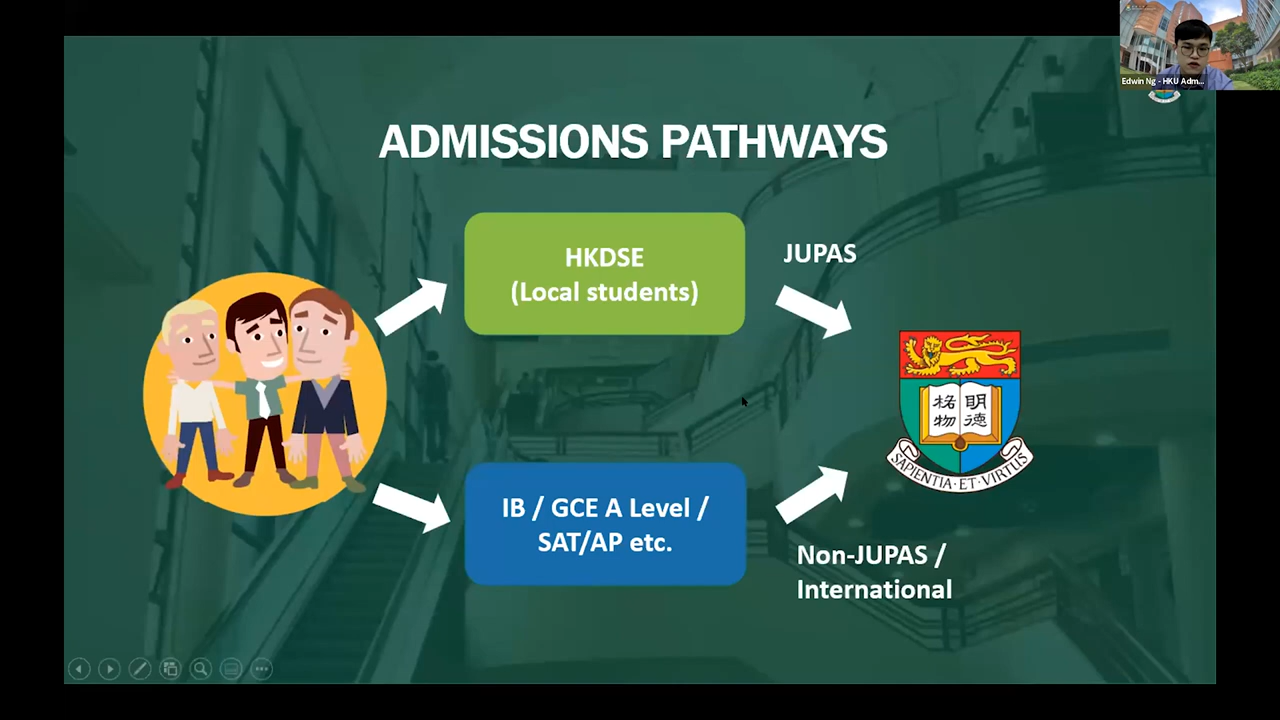 Edwin Ng - HKU Adm...
ADMISSIONS PATHWAYS
HKDSE
(Local students)
JUPAS
格物
明德
SAPIENTIA·ET·VIRTUS
IB / GCE A Level /
SAT/AP etc.
Non-JUPAS /
International